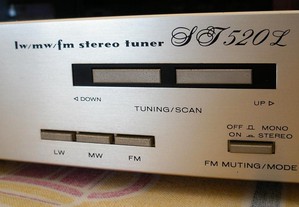 lw/mw/fm stereo tuner ST520L
◁ DOWN
UP ▷
TUNING/SCAN
OFF MONO
ON STEREO
LW MW FM
FM MUTING/MODE